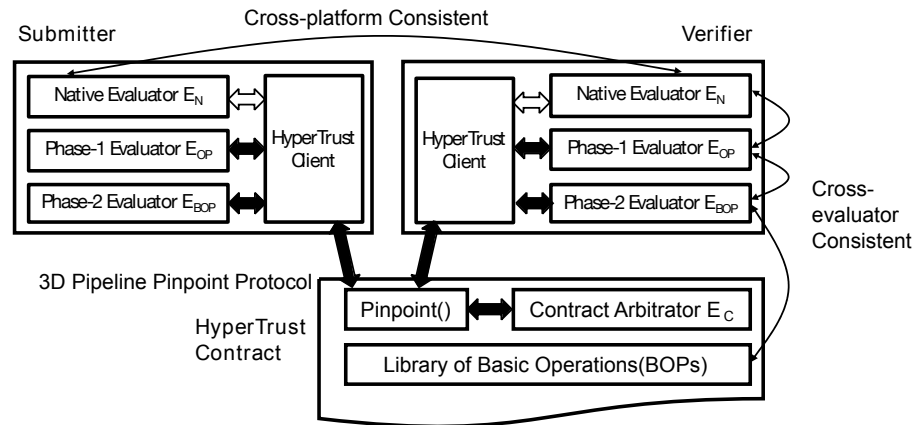 Cross-platform Consistent
Submitter
Verifier
Native Evaluator E_N
Phase-1 Evaluator E_OP
Phase-2 Evaluator E_BOP
HyperTrust
Client
HyperTrust
Client
Native Evaluator E_N
Phase-1 Evaluator E_OP
Phase-2 Evaluator E_BOP
Cross-
evaluator
Consistent
3D Pipeline Pinpoint Protocol
HyperTrust
Contract
Pinpoint()
Contract Arbitrator E_C
Library of Basic Operations(BOPs)